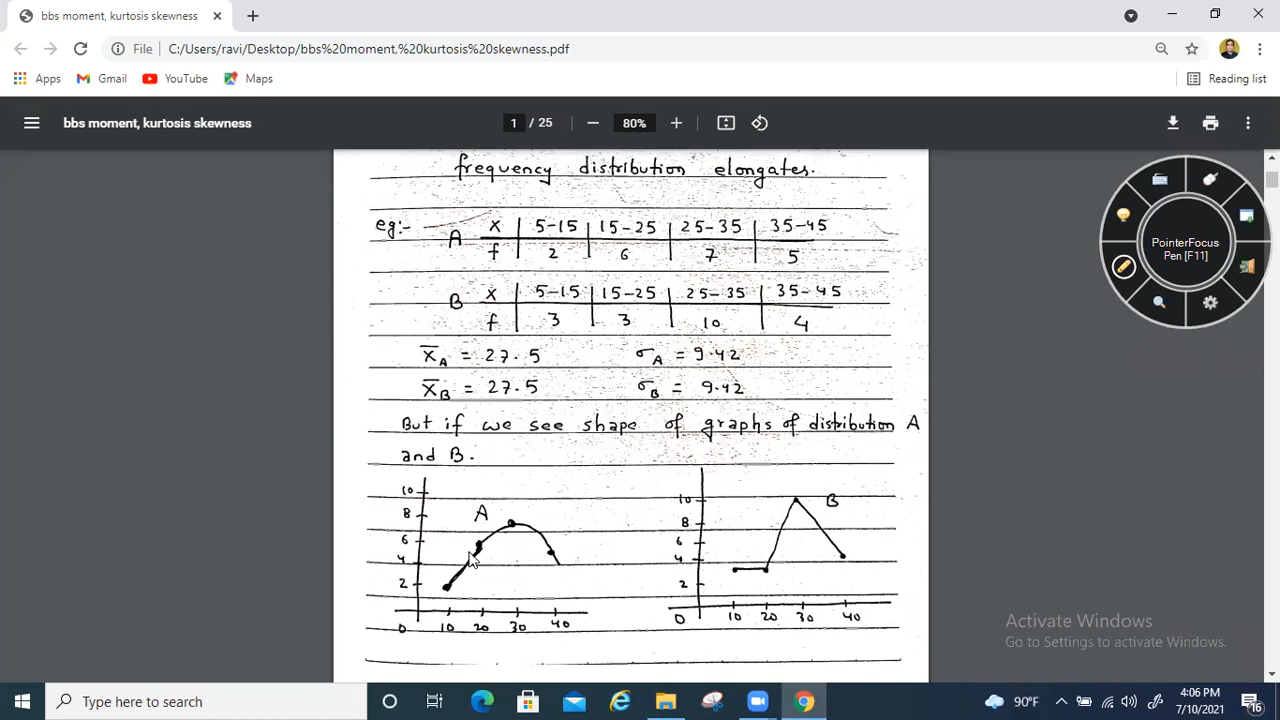 bbs moment, kurtosis skewness
File C:/Users/ravi/Desktop/bbs%20moment,%20kurtosis%20skewness.pdf
Apps Gmail YouTube Maps Reading list
bbs moment, kurtosis skewness 1 / 25 80%
frequency distribution elongates.
eg:- A x 5-15 15-25 25-35 35-45
f 2 6 7 5
B x 5-15 15-25 25-35 35-45
f 3 3 10 4
x̄A = 27.5 σA = 9.42
x̄B = 27.5 σB = 9.42
But if we see shape of graphs of distribution A
and B.
10
8
6
4
2
A
0 10 20 30 40
10
8
6
4
2
B
0 10 20 30 40
PointerFocus
Pen [F11]
Activate Windows
Go to Settings to activate Windows.
Type here to search
90°F
4:06 PM
7/10/2021
16